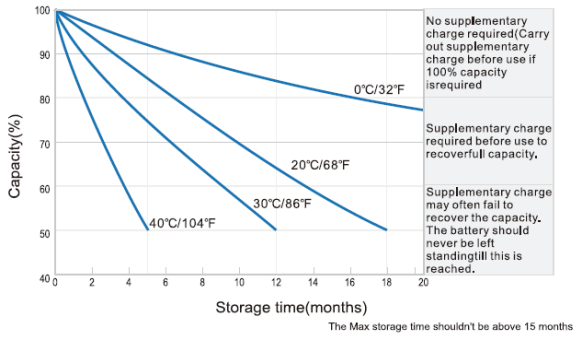 100
90
80
70
60
50
40
Capacity(%)
0
2
4
6
8
10
12
14
16
18
20
Storage time(months)
0℃/32℉
20℃/68℉
30℃/86℉
40℃/104℉
No supplementary
charge required(Carry
out supplementary
charge before use if
100% capacity
isrequired
Supplementary charge
required before use to
recoverfull capacity.
Supplementary charge
may often fail to
recover the capacity.
The battery should
never be left
standingtill this is
reached.
The Max storage time shouldn't be above 15 months